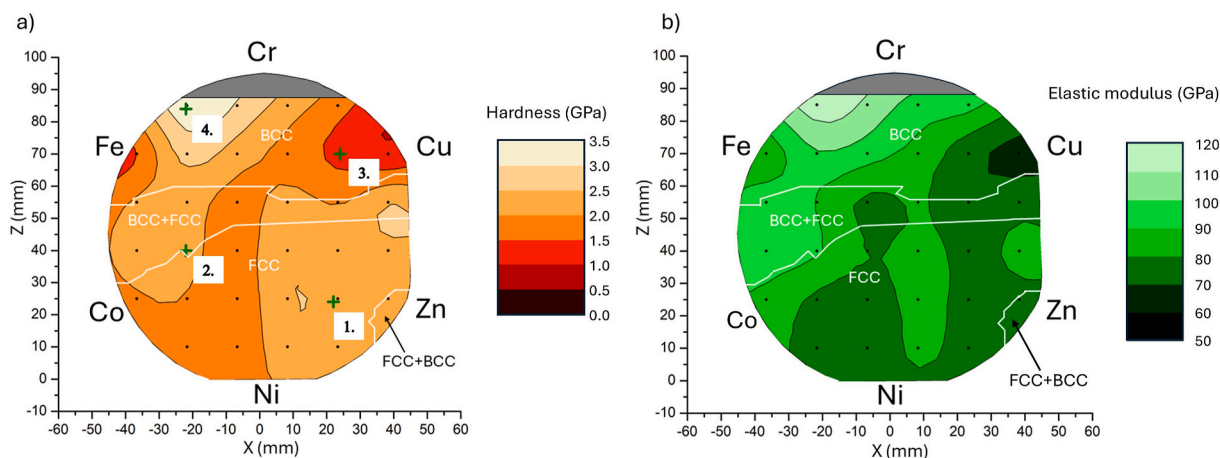 a)
Cr
Fe
Cu
Co
Zn
Ni
BCC
BCC+FCC
FCC
FCC+BCC
4.
3.
2.
1.
100
90
80
70
60
50
40
30
20
10
0
-10
Z (mm)
-60 -50 -40 -30 -20 -10 0 10 20 30 40 50 60
X (mm)
Hardness (GPa)
3.5
3.0
2.5
2.0
1.5
1.0
0.5
0.0
b)
Cr
Fe
Cu
Co
Zn
Ni
BCC
BCC+FCC
FCC
FCC+BCC
100
90
80
70
60
50
40
30
20
10
0
-10
Z (mm)
-60 -50 -40 -30 -20 -10 0 10 20 30 40 50 60
X (mm)
Elastic modulus (GPa)
120
110
100
90
80
70
60
50